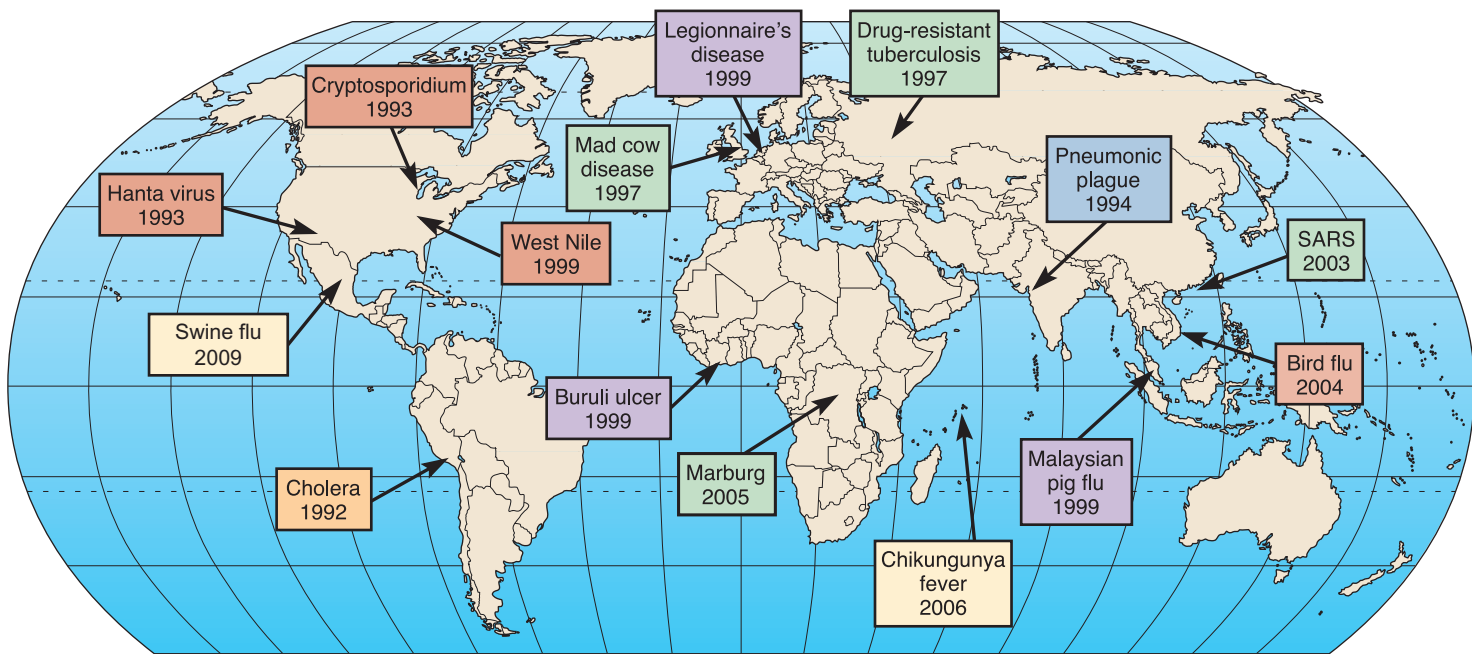 Legionnaire’s
disease
1999
Drug-resistant
tuberculosis
1997
Cryptosporidium
1993
Mad cow
disease
1997
Pneumonic
plague
1994
Hanta virus
1993
West Nile
1999
SARS
2003
Swine flu
2009
Bird flu
2004
Buruli ulcer
1999
Marburg
2005
Malaysian
pig flu
1999
Cholera
1992
Chikungunya
fever
2006